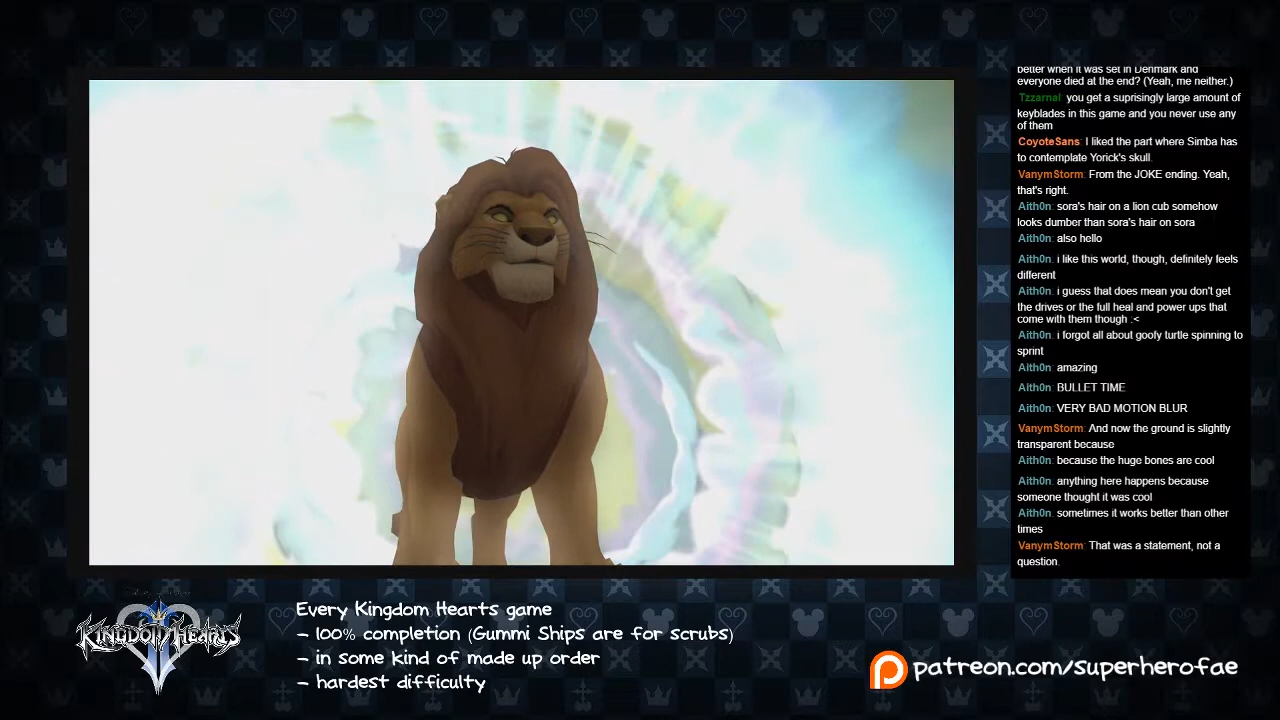 better when it was set in Denmark and
everyone died at the end? (Yeah, me neither.)
Tzzarnal: you get a suprisingly large amount of
keyblades in this game and you never use any
of them
CoyoteSans: I liked the part where Simba has
to contemplate Yorick's skull.
VanymStorm: From the JOKE ending. Yeah,
that's right.
Aith0n: sora's hair on a lion cub somehow
looks dumber than sora's hair on sora
Aith0n: also hello
Aith0n: i like this world, though, definitely feels
different
Aith0n: i guess that does mean you don't get
the drives or the full heal and power ups that
come with them though :<
Aith0n: i forgot all about goofy turtle spinning to
sprint
Aith0n: amazing
Aith0n: BULLET TIME
Aith0n: VERY BAD MOTION BLUR
VanymStorm: And now the ground is slightly
transparent because
Aith0n: because the huge bones are cool
Aith0n: anything here happens because
someone thought it was cool
Aith0n: sometimes it works better than other
times
VanymStorm: That was a statement, not a
question.
KINGDOM HEARTS
II
Every Kingdom Hearts game
- 100% completion (Gummi Ships are for scrubs)
- in some kind of made up order
- hardest difficulty
patreon.com/superherofae